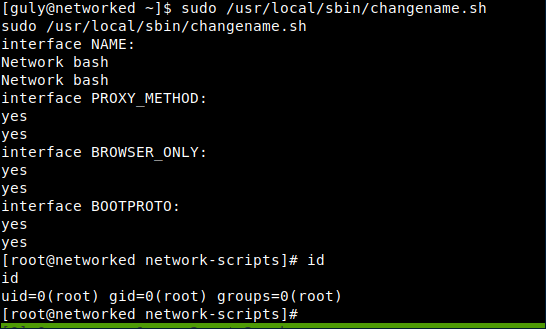 [guly@networked ~]$ sudo /usr/local/sbin/changename.sh
sudo /usr/local/sbin/changename.sh
interface NAME:
Network bash
Network bash
interface PROXY_METHOD:
yes
yes
interface BROWSER_ONLY:
yes
yes
interface BOOTPROTO:
yes
yes
[root@networked network-scripts]# id
id
uid=0(root) gid=0(root) groups=0(root)
[root@networked network-scripts]#